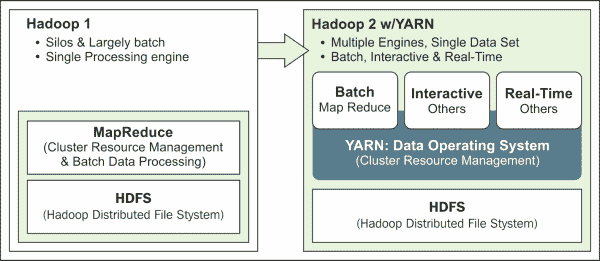 Hadoop 1
• Silos & Largely batch
• Single Processing engine
MapReduce
(Cluster Resource Management
& Batch Data Processing)
HDFS
(Hadoop Distributed File Stystem)
Hadoop 2 w/YARN
• Multiple Engines, Single Data Set
• Batch, Interactive & Real-Time
Batch
Map Reduce
Interactive
Others
Real-Time
Others
YARN: Data Operating System
(Cluster Resource Management)
HDFS
(Hadoop Distributed File Stystem)